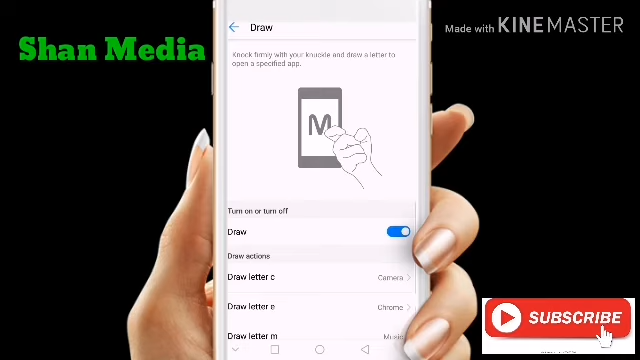 Draw
Made with KINEMASTER
Shan Media
Knock firmly with your knuckle and draw a letter to
open a specified app.
M
Turn on or turn off
Draw
Draw actions
Draw letter c
Camera
Draw letter e
Chrome
Draw letter m
Music
SUBSCRIBE